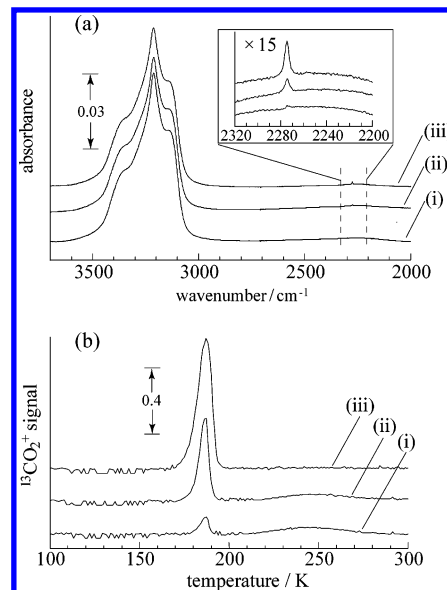 (a)
× 15
0.03
absorbance
2320 2280 2240 2200
(iii)
(ii)
(i)
3500 3000 2500 2000
wavenumber / cm⁻¹
(b)
0.4
¹³CO₂⁺ signal
(iii)
(ii)
(i)
100 150 200 250 300
temperature / K